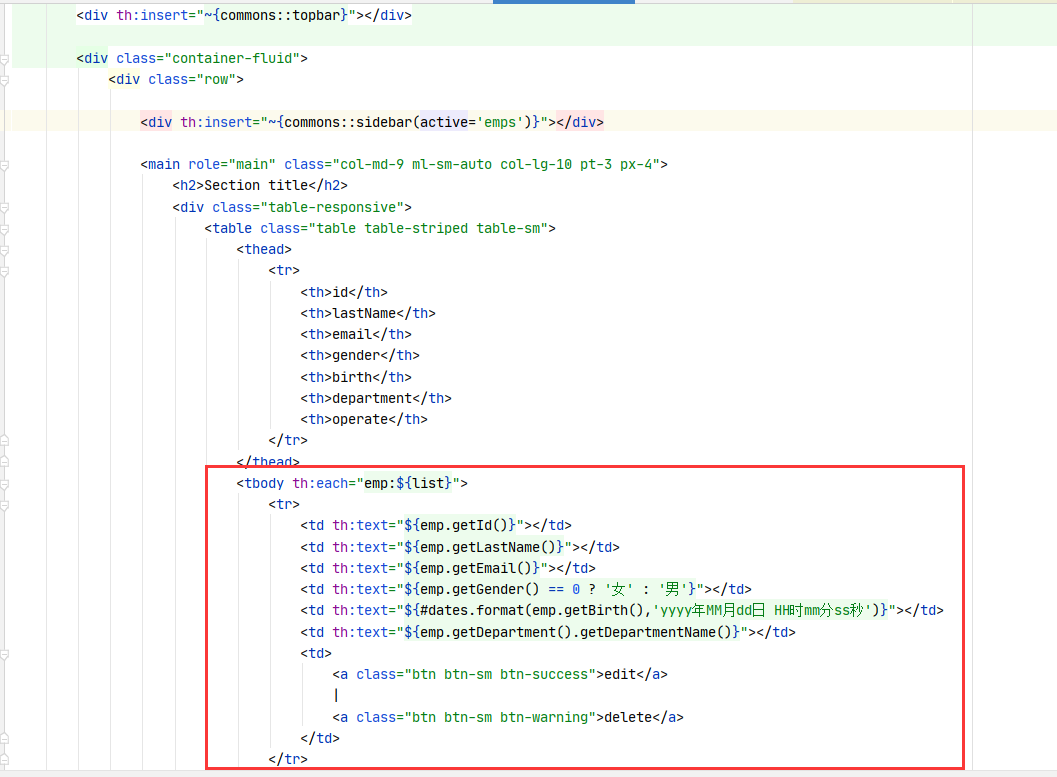 <div th:insert="~{commons::topbar}"></div>
<div class="container-fluid">
<div class="row">
<div th:insert="~{commons::sidebar(active='emps')}"></div>
<main role="main" class="col-md-9 ml-sm-auto col-lg-10 pt-3 px-4">
<h2>Section title</h2>
<div class="table-responsive">
<table class="table table-striped table-sm">
<thead>
<tr>
<th>id</th>
<th>lastName</th>
<th>email</th>
<th>gender</th>
<th>birth</th>
<th>department</th>
<th>operate</th>
</tr>
</thead>
<tbody th:each="emp:${list}">
<tr>
<td th:text="${emp.getId()}"></td>
<td th:text="${emp.getLastName()}"></td>
<td th:text="${emp.getEmail()}"></td>
<td th:text="${emp.getGender() == 0 ? '女' : '男'}"></td>
<td th:text="${#dates.format(emp.getBirth(),'yyyy年MM月dd日 HH时mm分ss秒')}"></td>
<td th:text="${emp.getDepartment().getDepartmentName()}"></td>
<td>
<a class="btn btn-sm btn-success">edit</a>
|
<a class="btn btn-sm btn-warning">delete</a>
</td>
</tr>